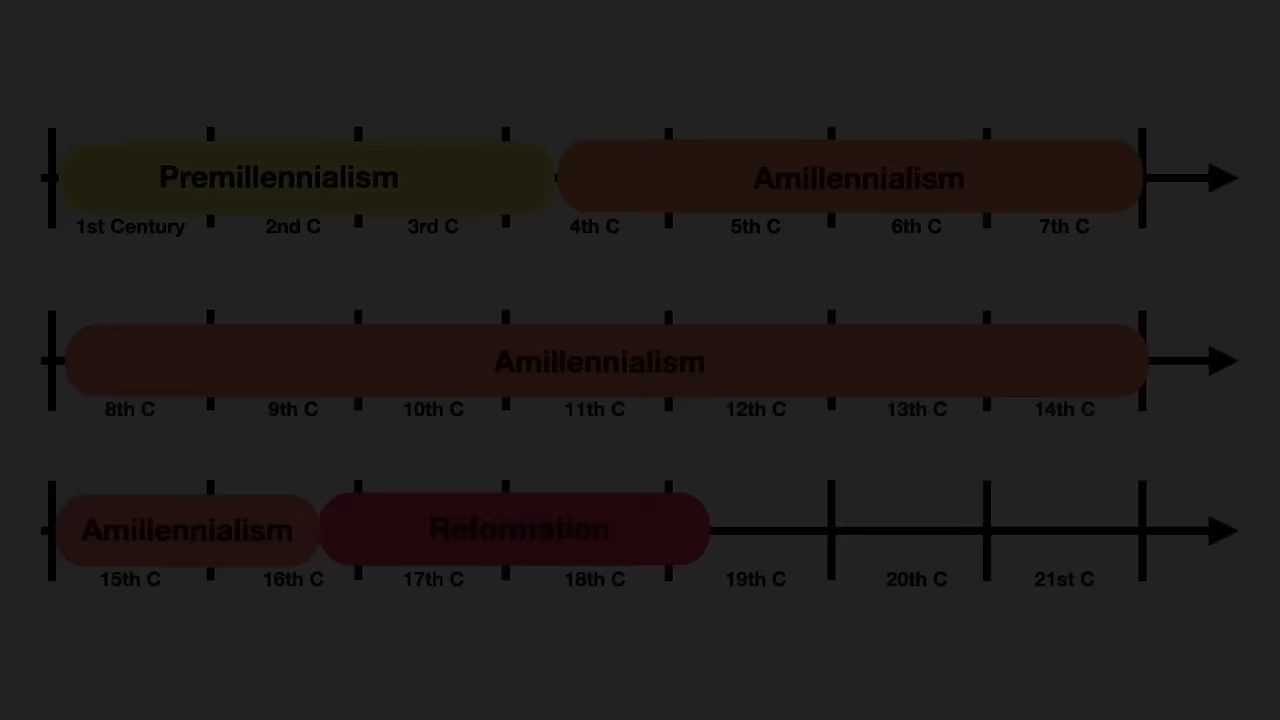 Premillennialism Amillennialism
1st Century 2nd C 3rd C 4th C 5th C 6th C 7th C
Amillennialism
8th C 9th C 10th C 11th C 12th C 13th C 14th C
Amillennialism Reformation
15th C 16th C 17th C 18th C 19th C 20th C 21st C